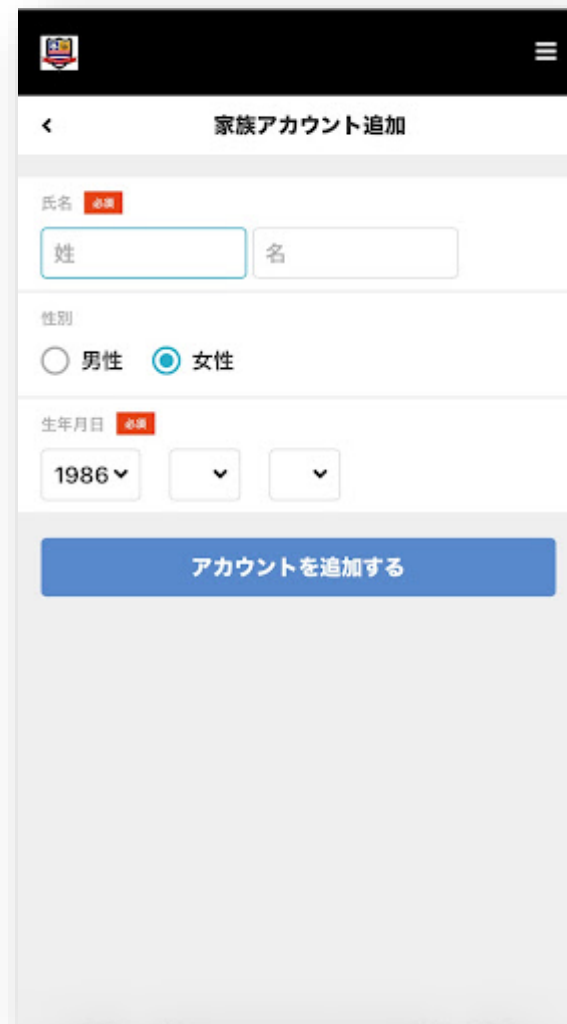 家族アカウント追加
氏名 必須
姓 名
性別
男性 女性
生年月日 必須
1986
アカウントを追加する